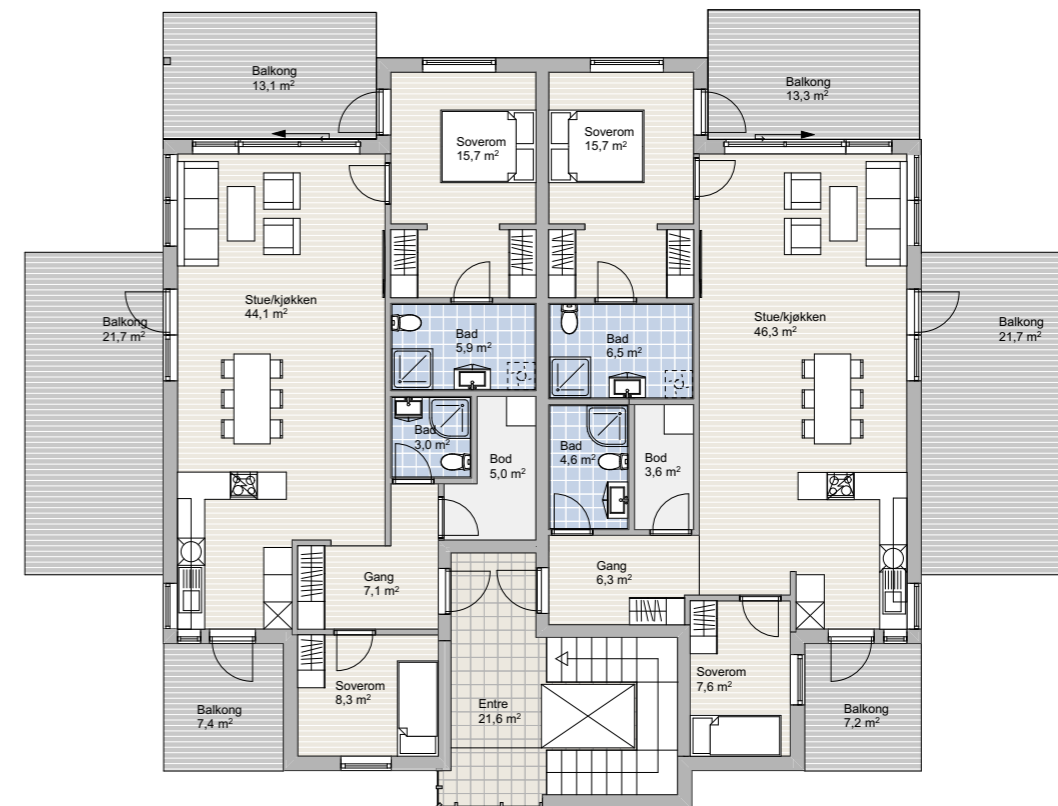 Balkong
13,1 m²
Balkong
13,3 m²
Soverom
15,7 m²
Soverom
15,7 m²
Stue/kjøkken
44,1 m²
Stue/kjøkken
46,3 m²
Balkong
21,7 m²
Balkong
21,7 m²
Bad
5,9 m²
Bad
6,5 m²
Bad
3,0 m²
Bod
5,0 m²
Bad
4,6 m²
Bod
3,6 m²
Gang
7,1 m²
Gang
6,3 m²
Soverom
8,3 m²
Soverom
7,6 m²
Entre
21,6 m²
Balkong
7,4 m²
Balkong
7,2 m²